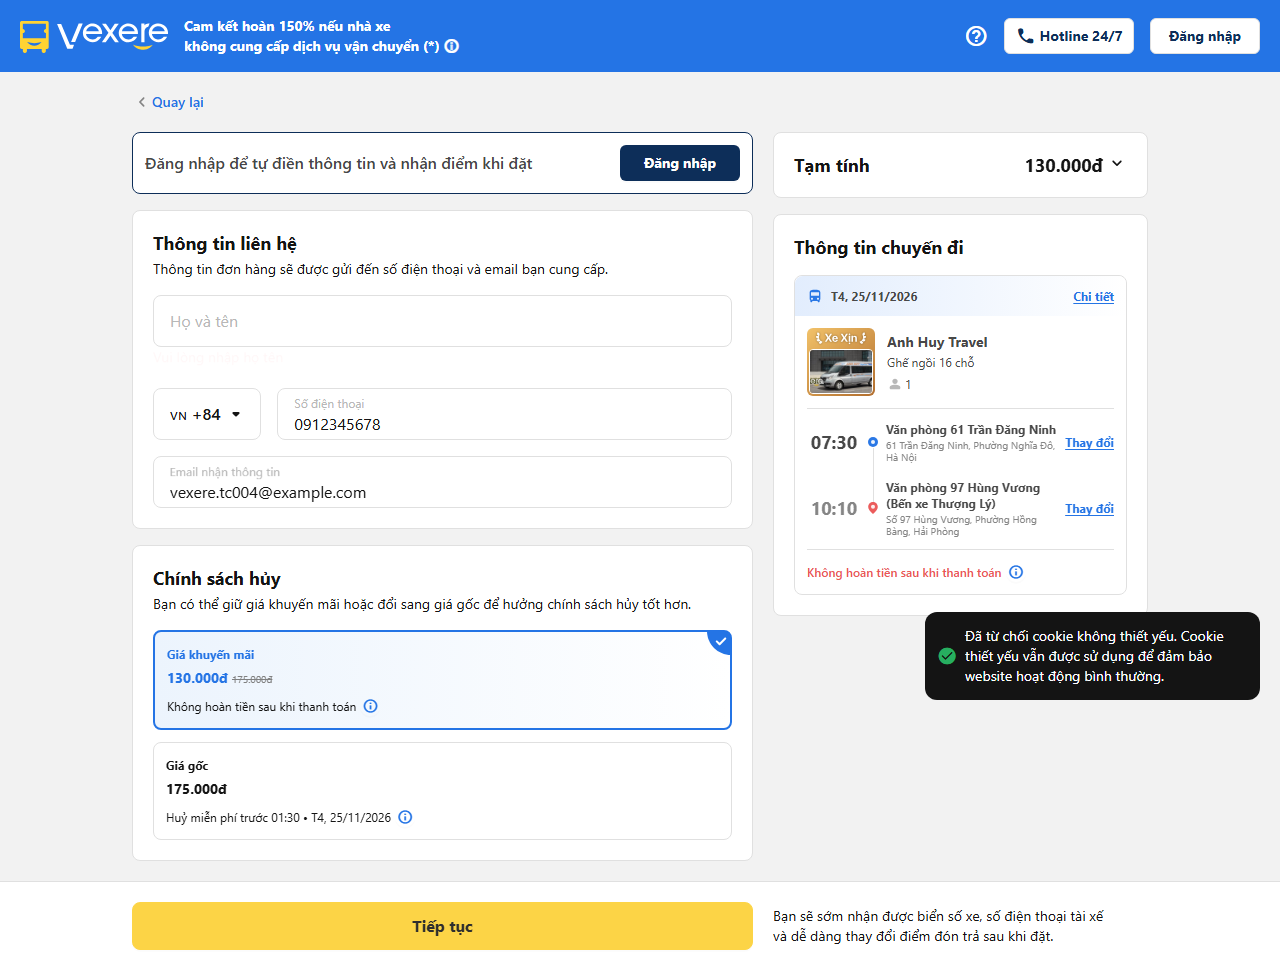 vexere
Cam kết hoàn 150% nếu nhà xe
không cung cấp dịch vụ vận chuyển (*)
Hotline 24/7
Đăng nhập
Quay lại
Đăng nhập để tự điền thông tin và nhận điểm khi đặt
Đăng nhập
Thông tin liên hệ
Thông tin đơn hàng sẽ được gửi đến số điện thoại và email bạn cung cấp.
Họ và tên
VN +84
Số điện thoại
0912345678
Email nhận thông tin
vexere.tc004@example.com
Chính sách hủy
Bạn có thể giữ giá khuyến mãi hoặc đổi sang giá gốc để hưởng chính sách hủy tốt hơn.
Giá khuyến mãi
130.000đ 175.000đ
Không hoàn tiền sau khi thanh toán
Giá gốc
175.000đ
Huỷ miễn phí trước 01:30 • T4, 25/11/2026
Tạm tính
130.000đ
Thông tin chuyến đi
T4, 25/11/2026
Chi tiết
Xe Xịn
Anh Huy Travel
Ghế ngồi 16 chỗ
1
07:30
Văn phòng 61 Trần Đăng Ninh
61 Trần Đăng Ninh, Phường Nghĩa Đô,
Hà Nội
Thay đổi
10:10
Văn phòng 97 Hùng Vương
(Bến xe Thượng Lý)
Số 97 Hùng Vương, Phường Hồng
Bàng, Hải Phòng
Thay đổi
Không hoàn tiền sau khi thanh toán
Đã từ chối cookie không thiết yếu. Cookie
thiết yếu vẫn được sử dụng để đảm bảo
website hoạt động bình thường.
Tiếp tục
Bạn sẽ sớm nhận được biển số xe, số điện thoại tài xế
và dễ dàng thay đổi điểm đón trả sau khi đặt.